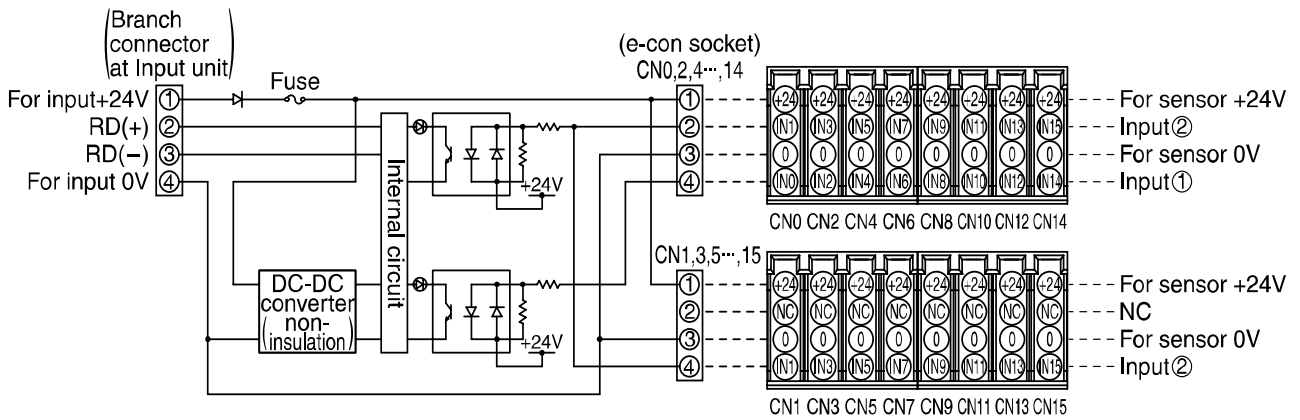 (Branch
connector
at Input unit)
Fuse
(e-con socket)
CN0,2,4…,14
For input+24V ①
RD(+) ②
RD(−) ③
For input 0V ④
Internal circuit
+24V
DC-DC
converter
(non-
insulation)
+24V
① +24 +24 +24 +24 +24 +24 +24 +24 For sensor +24V
② IN1 IN3 IN5 IN7 IN9 IN11 IN13 IN15 Input②
③ 0 0 0 0 0 0 0 0 For sensor 0V
④ IN0 IN2 IN4 IN6 IN8 IN10 IN12 IN14 Input①
CN0 CN2 CN4 CN6 CN8 CN10 CN12 CN14
CN1,3,5…,15
① +24 +24 +24 +24 +24 +24 +24 +24 For sensor +24V
② NC NC NC NC NC NC NC NC NC
③ 0 0 0 0 0 0 0 0 For sensor 0V
④ IN1 IN3 IN5 IN7 IN9 IN11 IN13 IN15 Input②
CN1 CN3 CN5 CN7 CN9 CN11 CN13 CN15